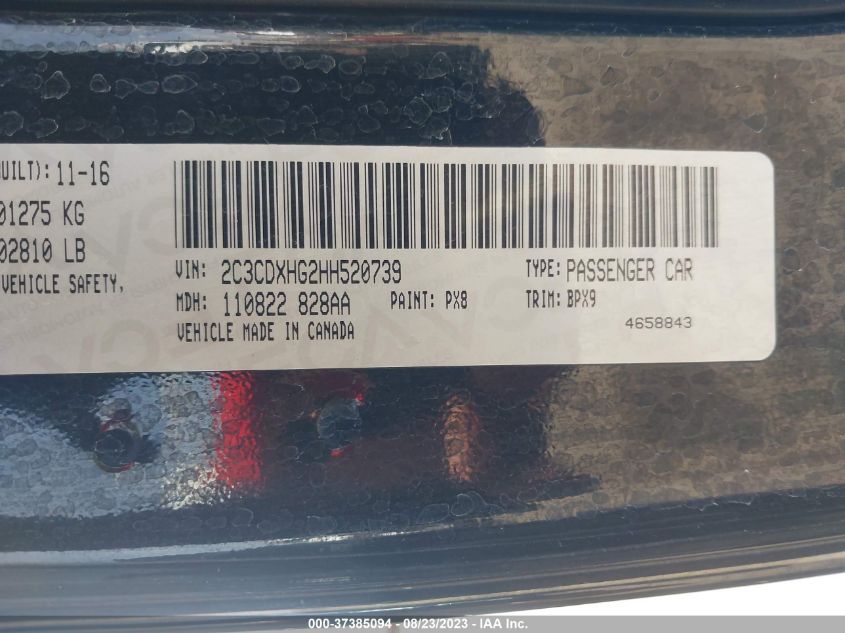 BUILT): 11-16
01275 KG
02810 LB
VEHICLE SAFETY,
VIN: 2C3CDXHG2HH520739 TYPE: PASSENGER CAR
MDH: 110822 828AA PAINT: PX8 TRIM: BPX9
VEHICLE MADE IN CANADA 4658843
000-37385094 - 08/23/2023 - IAA Inc.